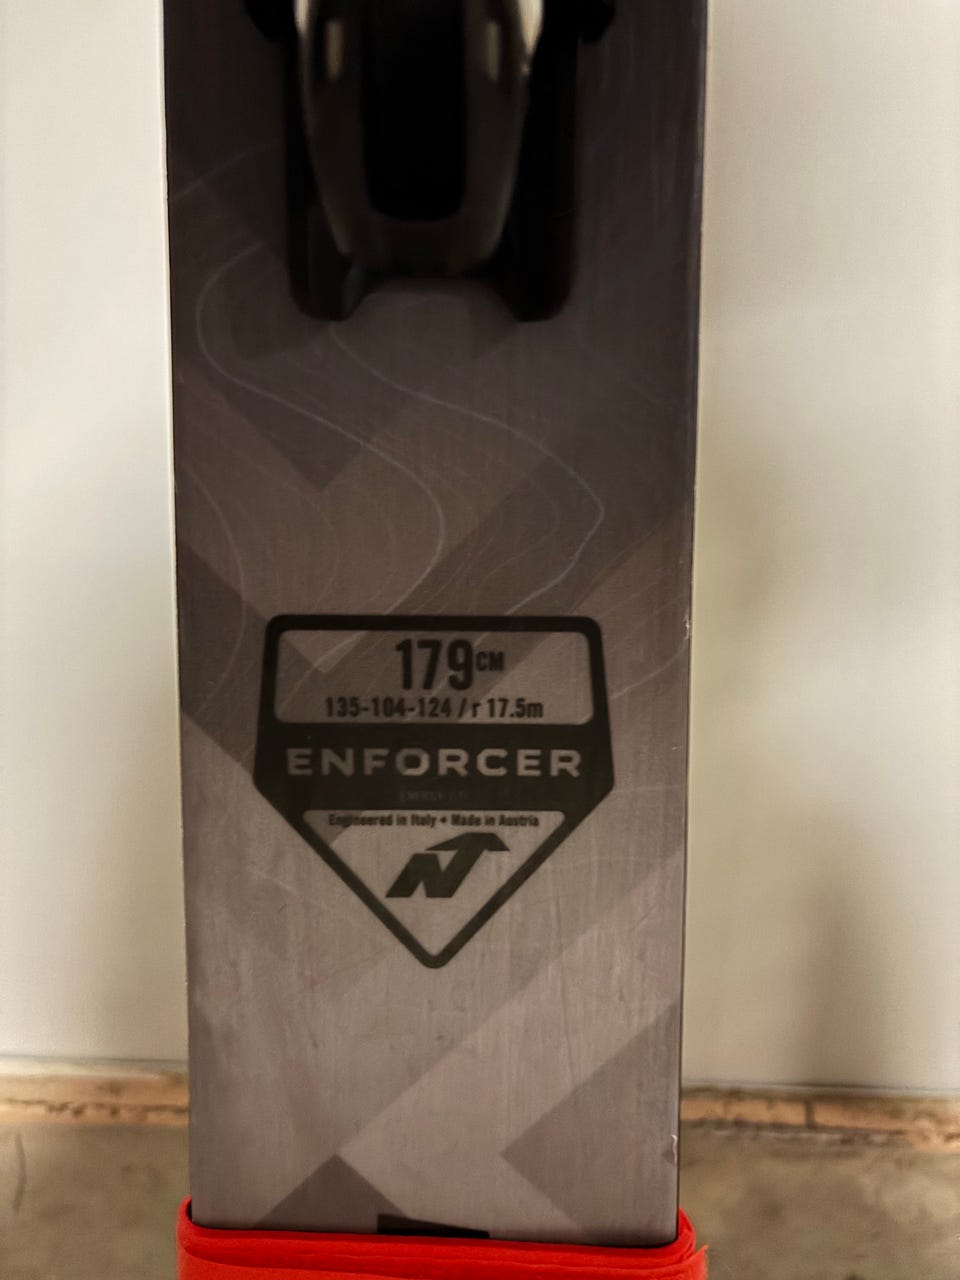 179CM
135-104-124 / r 17.5m
ENFORCER
Engineered in Italy • Made in Austria